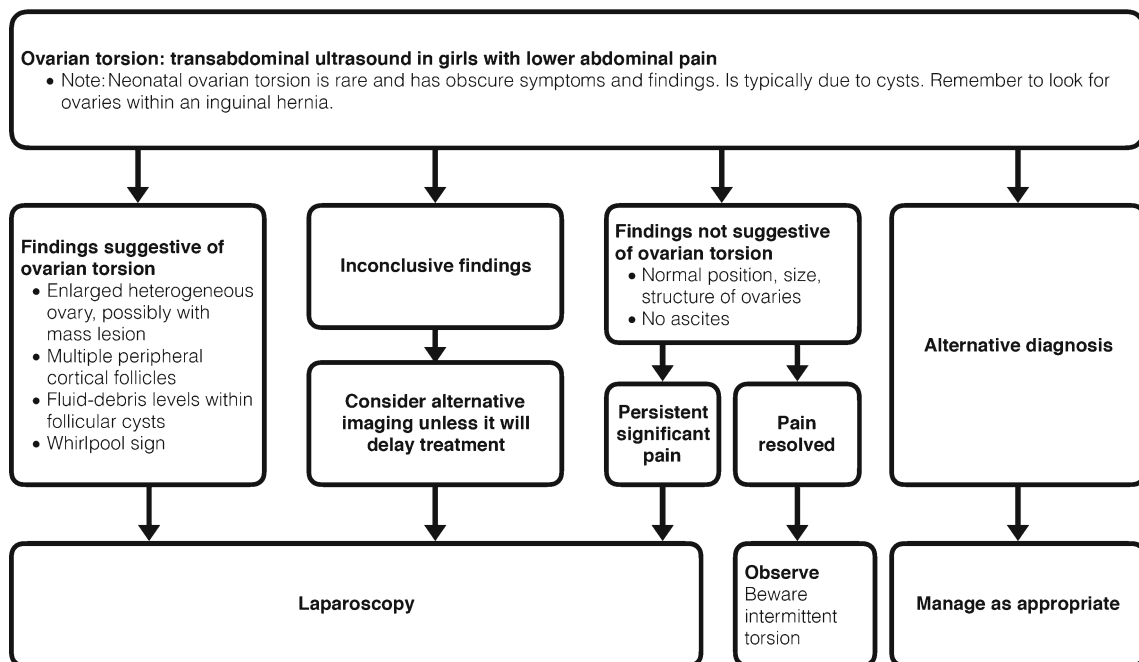 Ovarian torsion: transabdominal ultrasound in girls with lower abdominal pain
• Note: Neonatal ovarian torsion is rare and has obscure symptoms and findings. Is typically due to cysts. Remember to look for
ovaries within an inguinal hernia.
Findings suggestive of
ovarian torsion
• Enlarged heterogeneous
ovary, possibly with
mass lesion
• Multiple peripheral
cortical follicles
• Fluid-debris levels within
follicular cysts
• Whirlpool sign
Inconclusive findings
Consider alternative
imaging unless it will
delay treatment
Findings not suggestive
of ovarian torsion
• Normal position, size,
structure of ovaries
• No ascites
Persistent
significant
pain
Pain
resolved
Alternative diagnosis
Laparoscopy
Observe
Beware
intermittent
torsion
Manage as appropriate